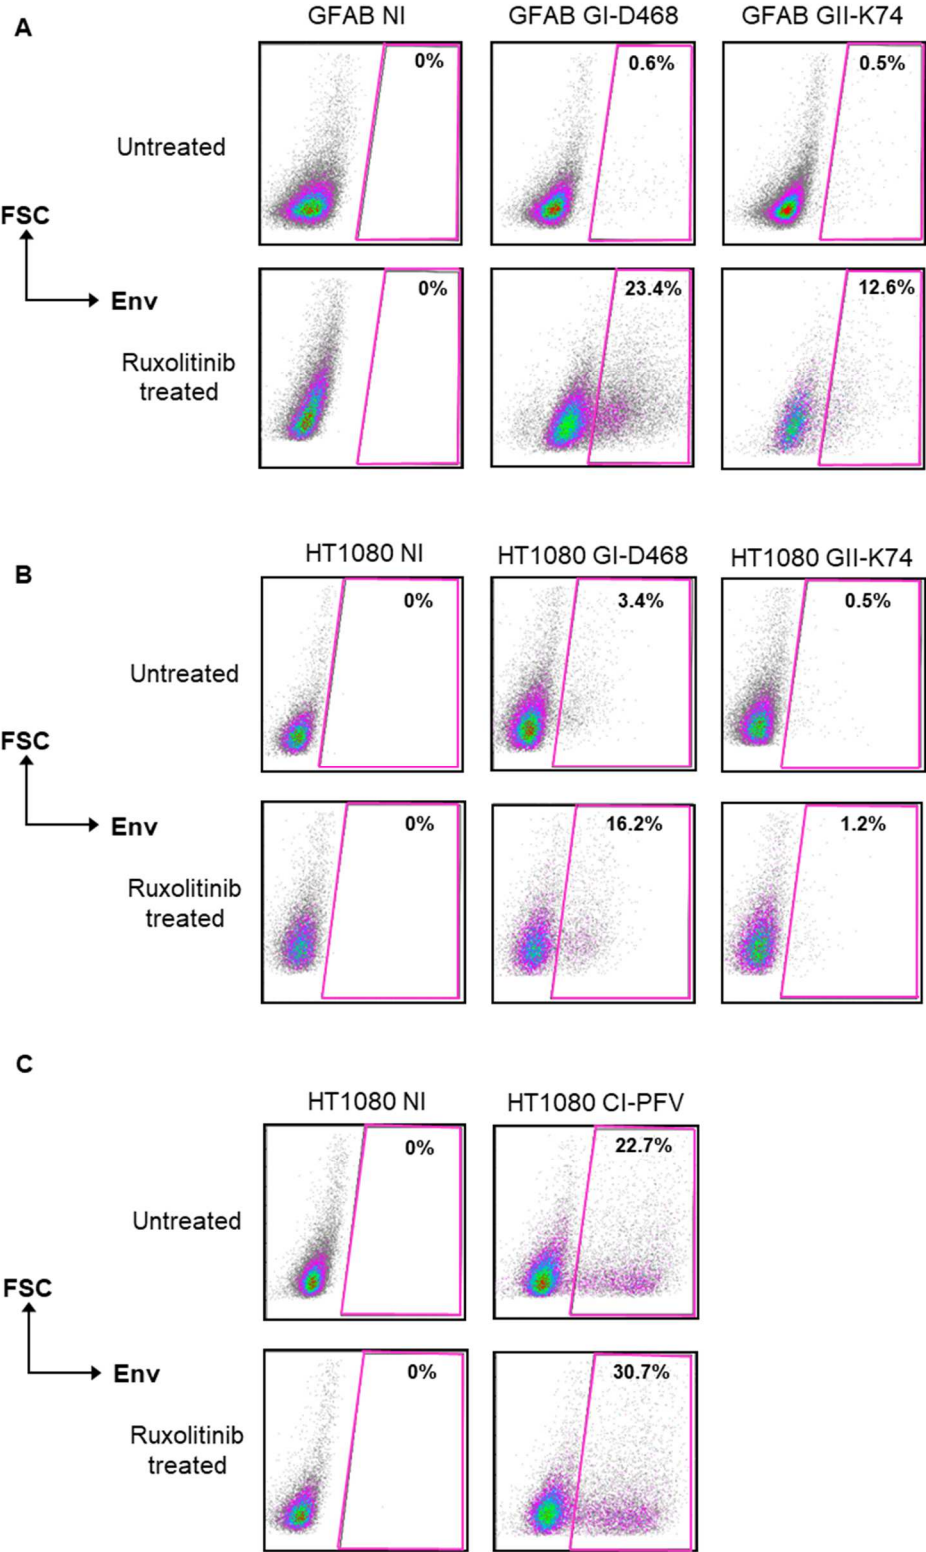 A
GFAB NI GFAB GI-D468 GFAB GII-K74
0% 0.6% 0.5%
Untreated
FSC
Env
0% 23.4% 12.6%
Ruxolitinib
treated
B
HT1080 NI HT1080 GI-D468 HT1080 GII-K74
0% 3.4% 0.5%
Untreated
FSC
Env
0% 16.2% 1.2%
Ruxolitinib
treated
C
HT1080 NI HT1080 CI-PFV
0% 22.7%
Untreated
FSC
Env
0% 30.7%
Ruxolitinib
treated